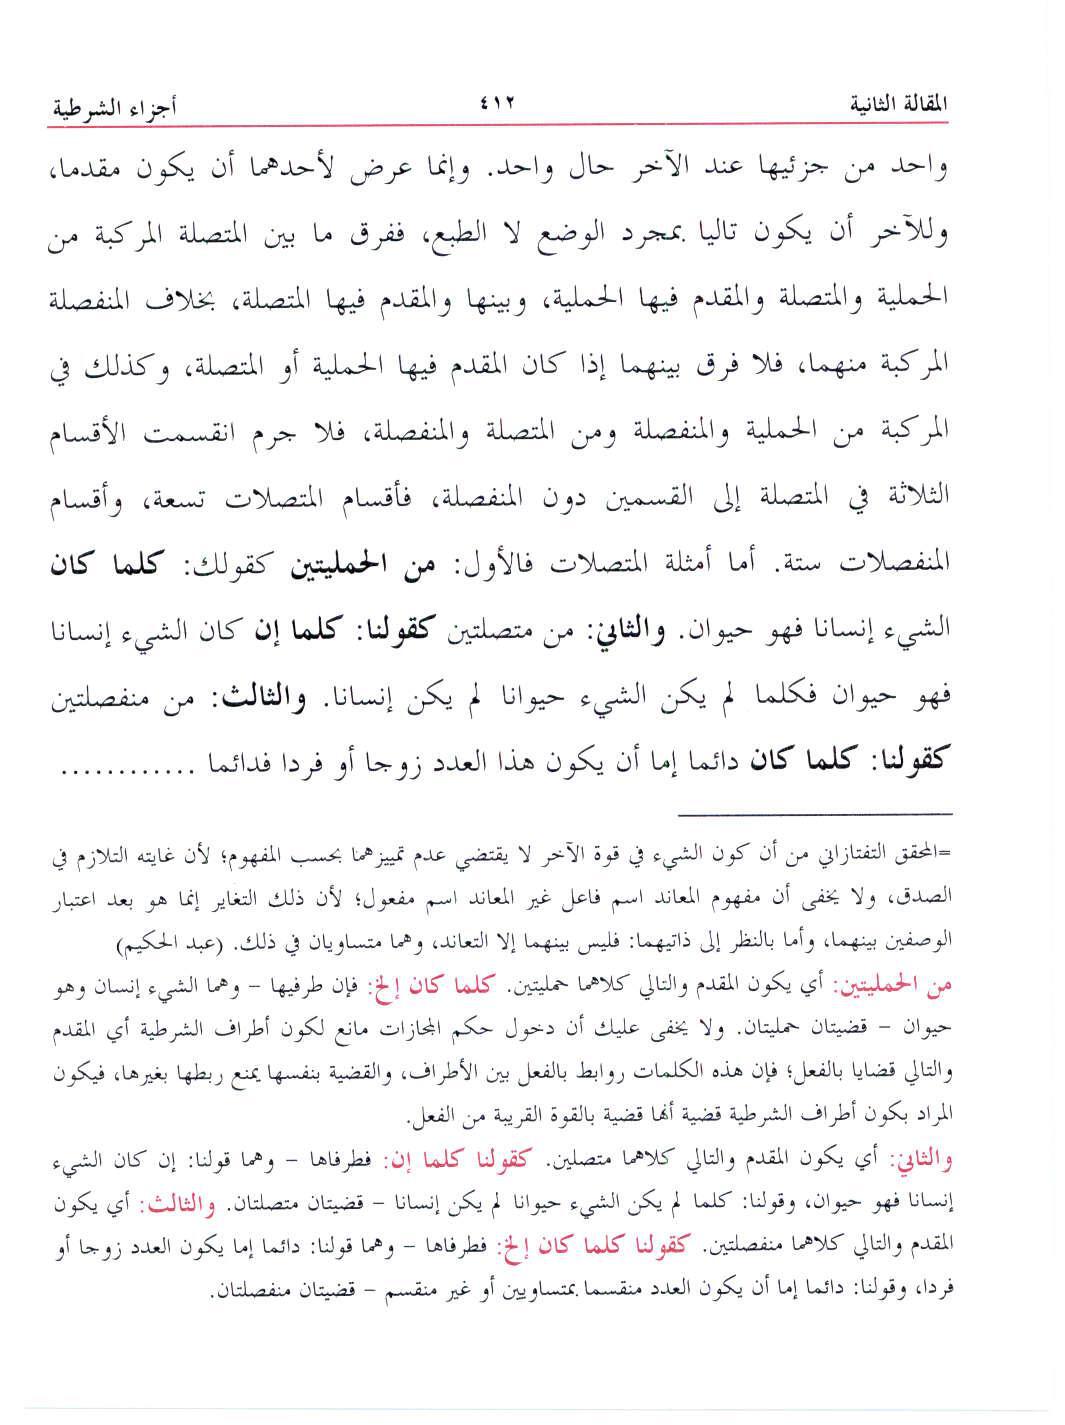 المقالة الثانية ٤١٢ أجزاء الشرطية
واحد من جزئيها عند الآخر حال واحد. وإنما عرض لأحدهما أن يكون مقدما،
وللآخر أن يكون تاليا بمجرد الوضع لا الطبع، ففرق ما بين المتصلة المركبة من
الحملية والمتصلة والمقدم فيها الحملية، وبينها والمقدم فيها المتصلة، بخلاف المنفصلة
المركبة منهما، فلا فرق بينهما إذا كان المقدم فيها الحملية أو المتصلة، وكذلك في
المركبة من الحملية والمنفصلة ومن المتصلة والمنفصلة، فلا جرم انقسمت الأقسام
الثلاثة في المتصلة إلى القسمين دون المنفصلة، فأقسام المتصلات تسعة، وأقسام
المنفصلات ستة. أما أمثلة المتصلات فالأول: من الحمليتين كقولك: كلما كان
الشيء إنسانا فهو حيوان. والثاني: من متصلتين كقولنا: كلما إن كان الشيء إنسانا
فهو حيوان فكلما لم يكن الشيء حيوانا لم يكن إنسانا. والثالث: من منفصلتين
كقولنا: كلما كان دائما إما أن يكون هذا العدد زوجا أو فردا فدائما ............
=المحقق التفتازاني من أن كون الشيء في قوة الآخر لا يقتضي عدم تمييزهما بحسب المفهوم؛ لأن غايته التلازم في
الصدق، ولا يخفى أن مفهوم المعاند اسم فاعل غير المعاند اسم مفعول؛ لأن ذلك التغاير إنما هو بعد اعتبار
الوصفين بينهما، وأما بالنظر إلى ذاتيهما: فليس بينهما إلا التعاند، وهما متساويان في ذلك. (عبد الحكيم)
من الحمليتين: أي يكون المقدم والتالي كلاهما حمليتين. كلما كان إلخ: فإن طرفيها – وهما الشيء إنسان وهو
حيوان – قضيتان حمليتان. ولا يخفى عليك أن دخول حكم المجازات مانع لكون أطراف الشرطية أي المقدم
والتالي قضايا بالفعل؛ فإن هذه الكلمات روابط بالفعل بين الأطراف، والقضية بنفسها يمنع ربطها بغيرها، فيكون
المراد بكون أطراف الشرطية قضية أنها قضية بالقوة القريبة من الفعل.
والثاني: أي يكون المقدم والتالي كلاهما متصلين. كقولنا كلما إن: فطرفاها – وهما قولنا: إن كان الشيء
إنسانا فهو حيوان، وقولنا: كلما لم يكن الشيء حيوانا لم يكن إنسانا – قضيتان متصلتان. والثالث: أي يكون
المقدم والتالي كلاهما منفصلتين. كقولنا كلما كان إلخ: فطرفاها – وهما قولنا: دائما إما يكون العدد زوجا أو
فردا، وقولنا: دائما إما أن يكون العدد منقسما بمتساويين أو غير منقسم – قضيتان منفصلتان.